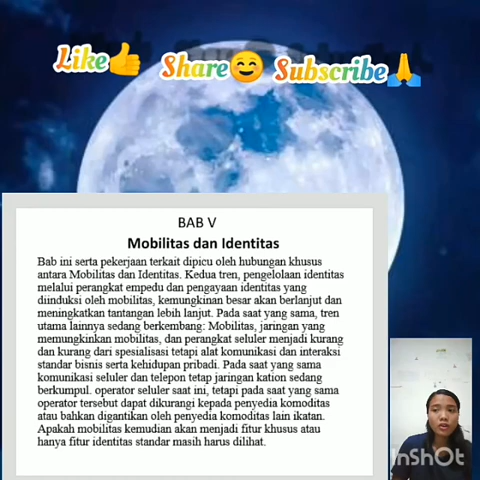 Like👍 Share😊 Subscribe🙏
BAB V
Mobilitas dan Identitas
Bab ini serta pekerjaan terkait dipicu oleh hubungan khusus
antara Mobilitas dan Identitas. Kedua tren, pengelolaan identitas
melalui perangkat empedu dan pengayaan identitas yang
diinduksi oleh mobilitas, kemungkinan besar akan berlanjut dan
meningkatkan tantangan lebih lanjut. Pada saat yang sama, tren
utama lainnya sedang berkembang: Mobilitas, jaringan yang
memungkinkan mobilitas, dan perangkat seluler menjadi kurang
dan kurang dari spesialisasi tetapi alat komunikasi dan interaksi
standar bisnis serta kehidupan pribadi. Pada saat yang sama
komunikasi seluler dan telepon tetap jaringan kation sedang
berkumpul. operator seluler saat ini, tetapi pada saat yang sama
operator tersebut dapat dikurangi kepada penyedia komoditas
atau bahkan digantikan oleh penyedia komoditas lain ikatan.
Apakah mobilitas kemudian akan menjadi fitur khusus atau
hanya fitur identitas standar masih harus dilihat.
InShOt